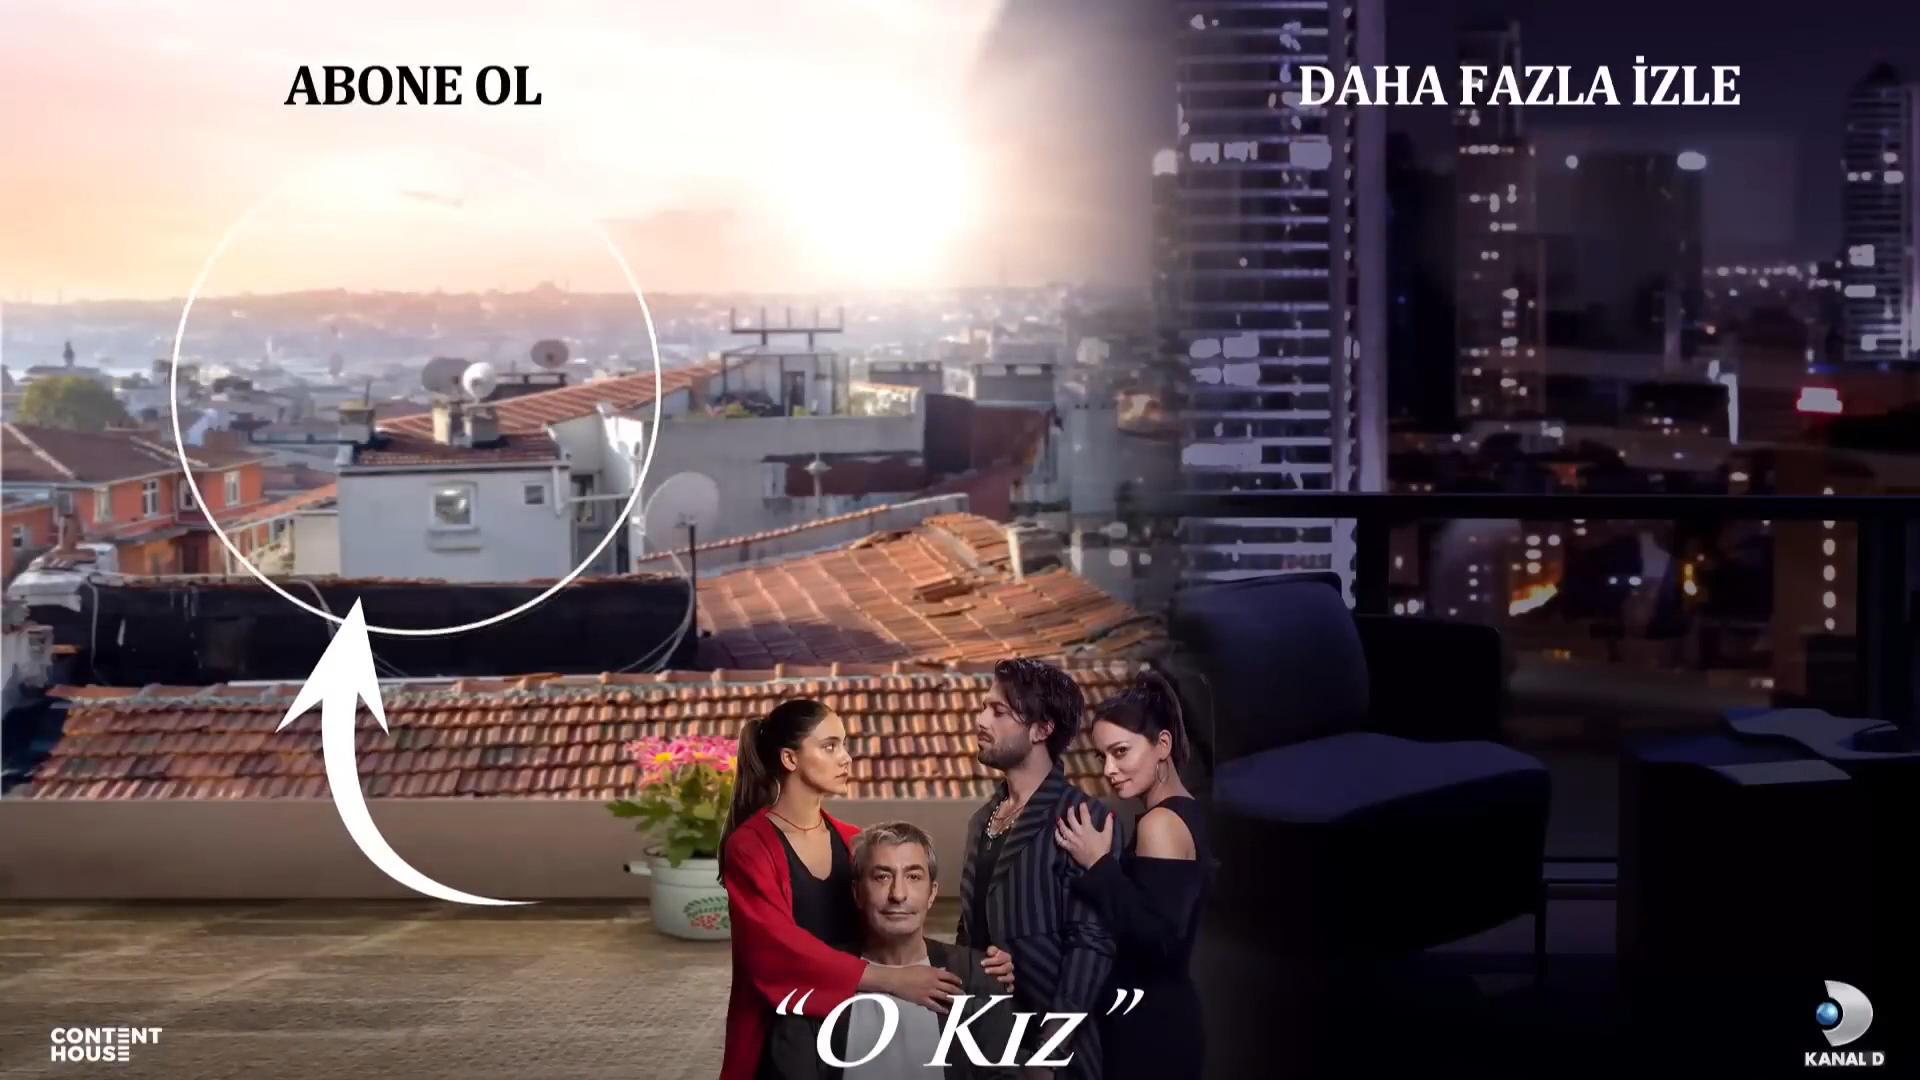 ABONE OL
DAHA FAZLA İZLE
“O Kız”
CONTENT
HOUSE
KANAL D